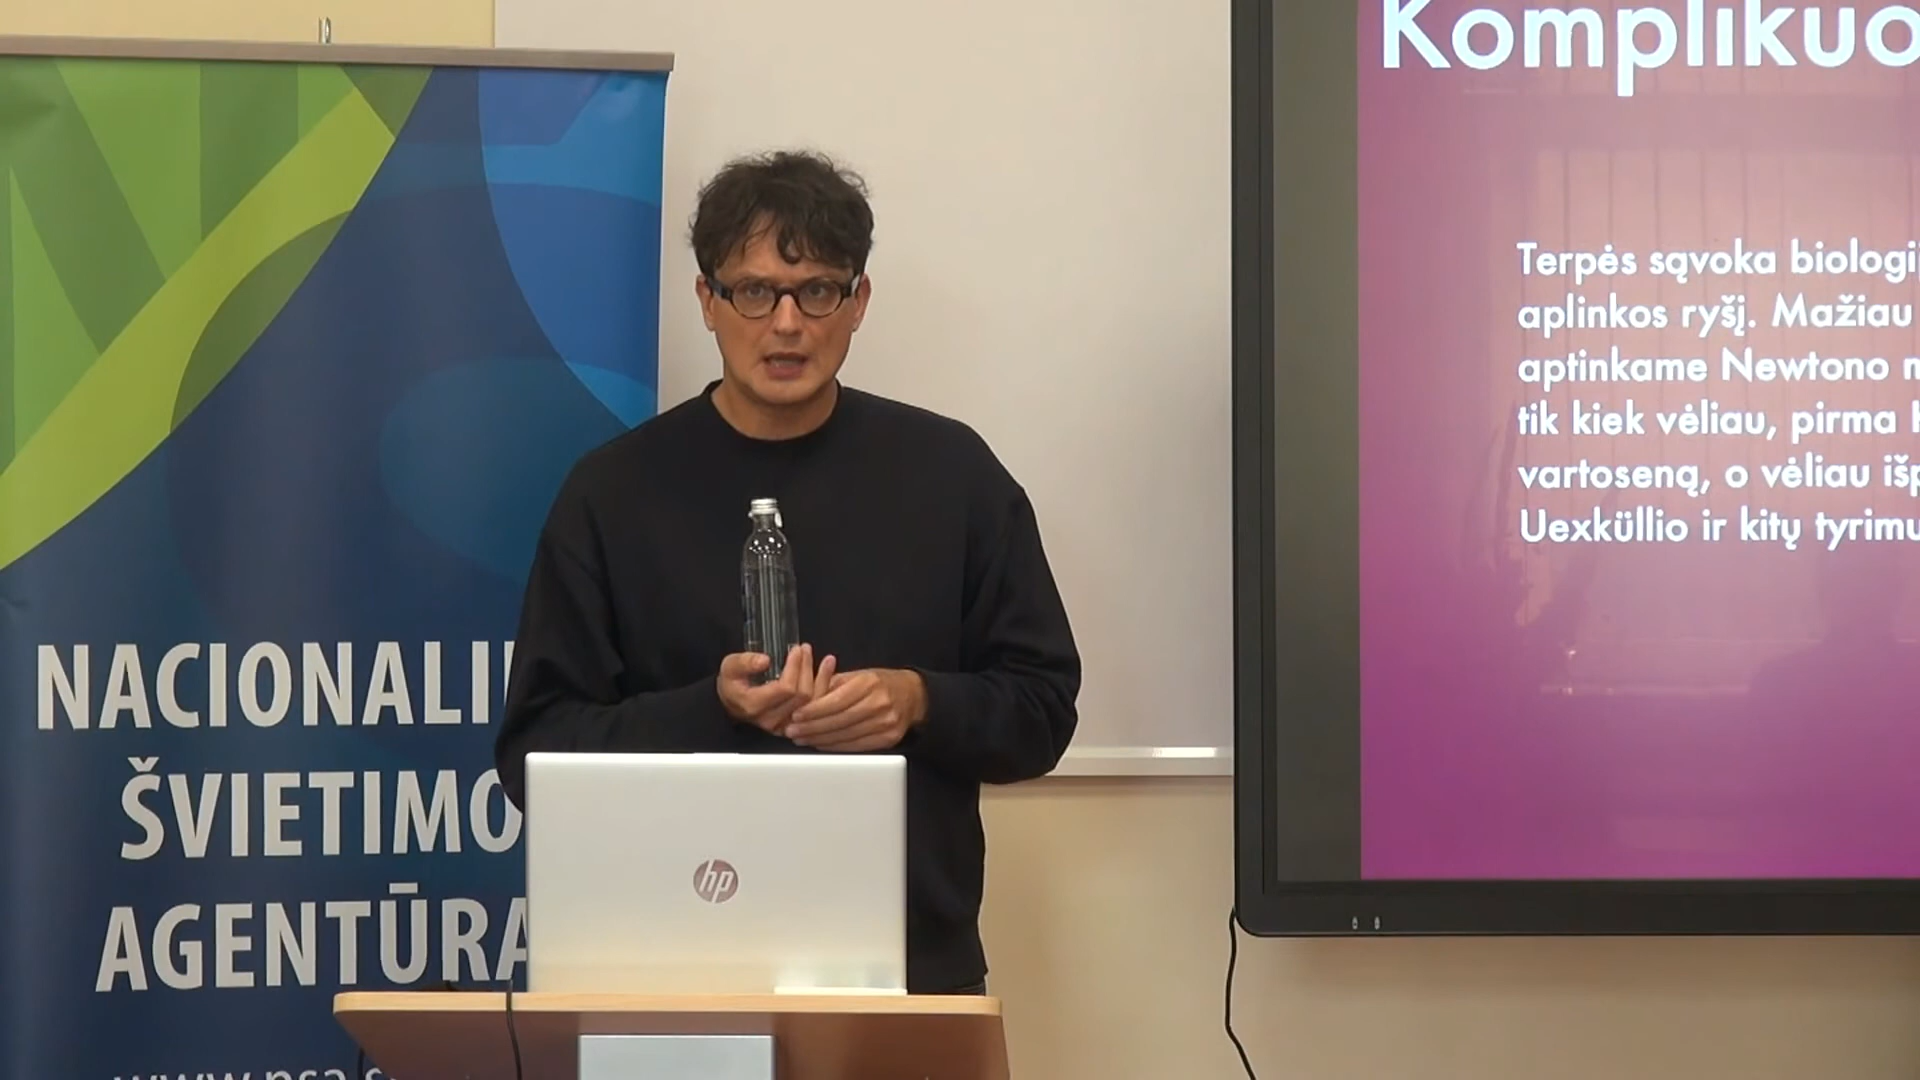 NACIONALI
ŠVIETIMO
AGENTŪRA
hp
Komplikuo
Terpės sąvoka biologi
aplinkos ryšį. Mažiau
aptinkame Newtono
tik kiek vėliau, pirma
vartoseną, o vėliau išp
Uexküllio ir kitų tyrimu